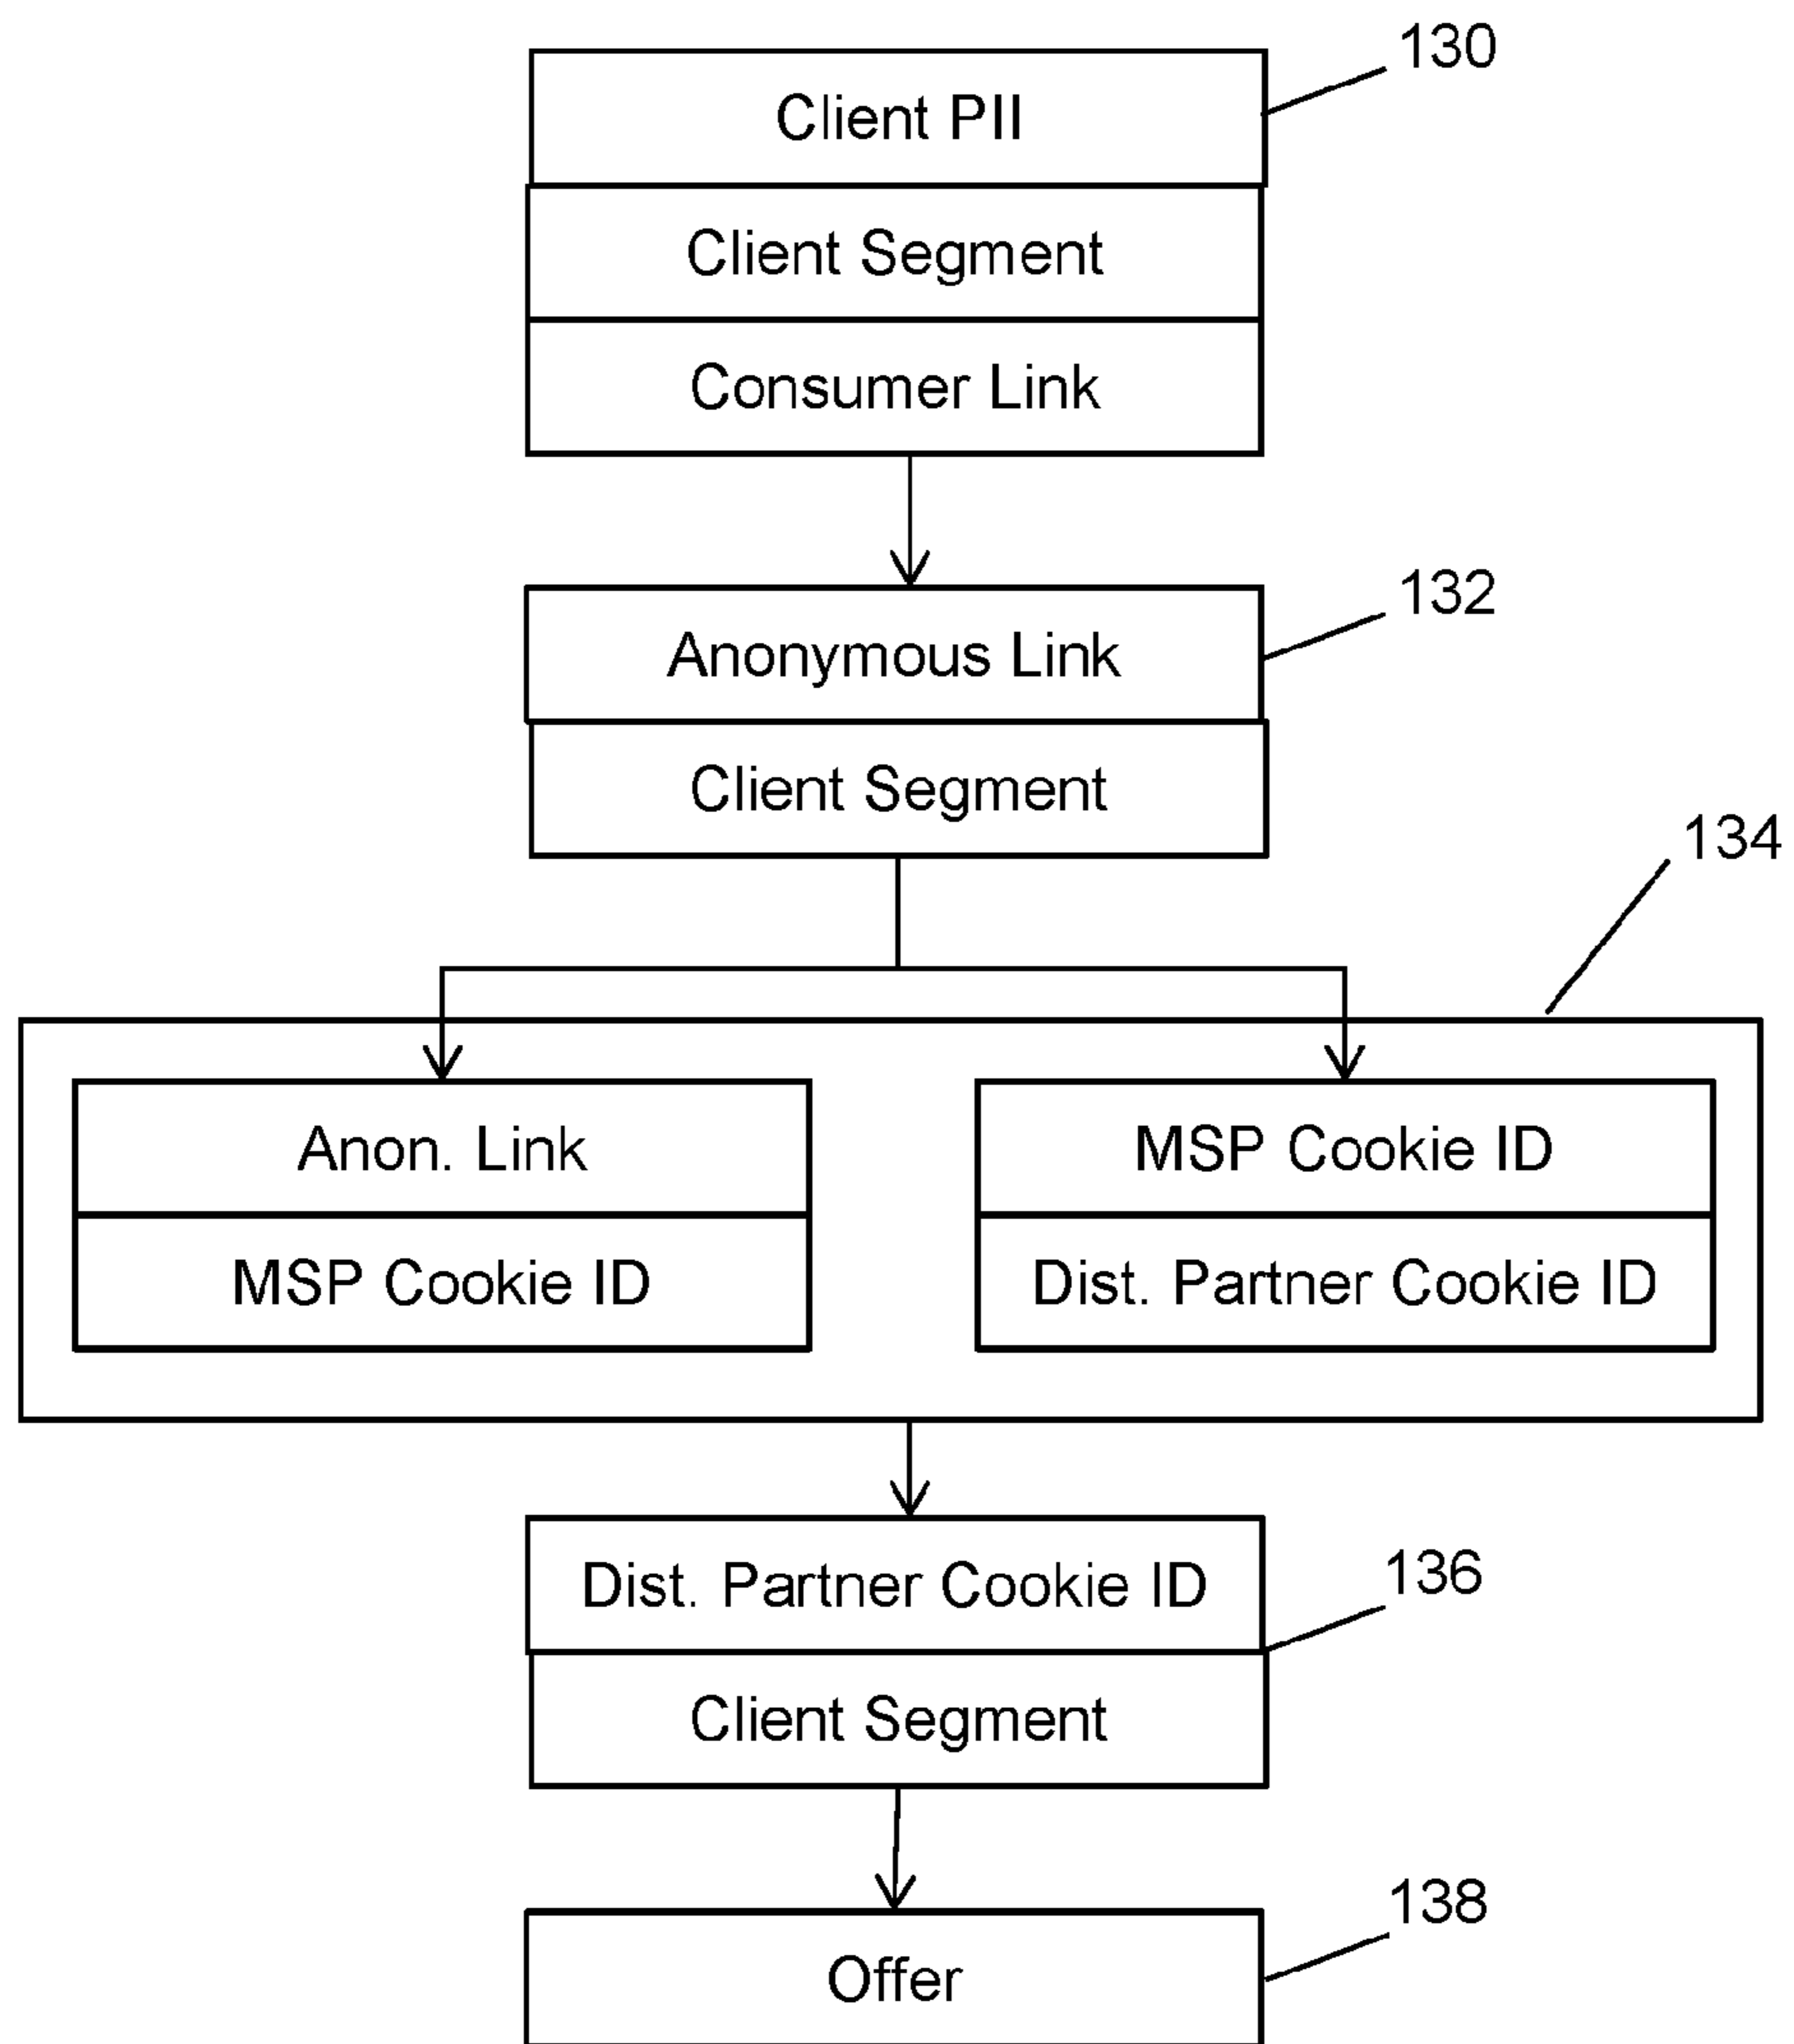 130
Client PII
Client Segment
Consumer Link
132
Anonymous Link
Client Segment
134
Anon. Link
MSP Cookie ID
MSP Cookie ID
Dist. Partner Cookie ID
Dist. Partner Cookie ID
136
Client Segment
138
Offer